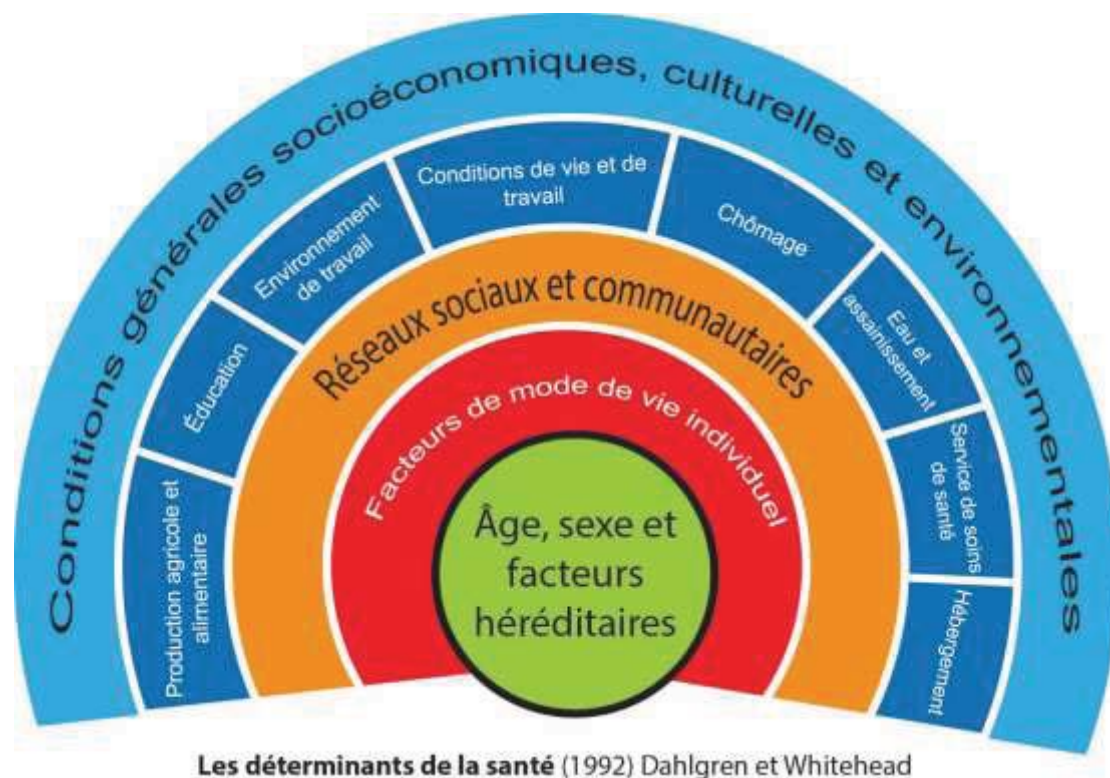 Conditions générales socioéconomiques, culturelles et environnementales
Production agricole et
alimentaire
Éducation
Environnement
de travail
Conditions de vie et de
travail
Chômage
Eau et
assainissement
Service de soins
de santé
Hébergement
Réseaux sociaux et communautaires
Facteurs de mode de vie individuel
Âge, sexe et
facteurs
héréditaires
Les déterminants de la santé (1992) Dahlgren et Whitehead